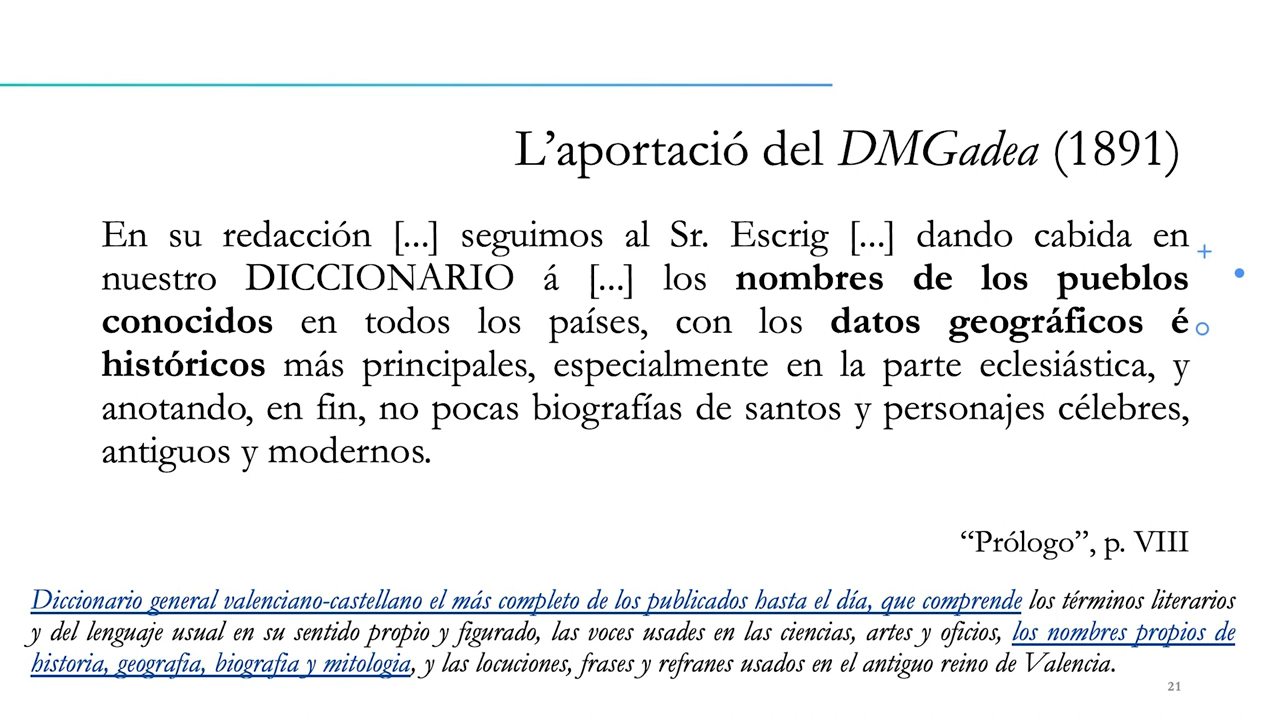 L’aportació del DMGadea (1891)
En su redacción [...] seguimos al Sr. Escrig [...] dando cabida en
nuestro DICCIONARIO á [...] los nombres de los pueblos
conocidos en todos los países, con los datos geográficos é
históricos más principales, especialmente en la parte eclesiástica, y
anotando, en fin, no pocas biografías de santos y personajes célebres,
antiguos y modernos.
“Prólogo”, p. VIII
Diccionario general valenciano-castellano el más completo de los publicados hasta el día, que comprende los términos literarios
y del lenguaje usual en su sentido propio y figurado, las voces usades en las ciencias, artes y oficios, los nombres propios de
historia, geografia, biografia y mitologia, y las locuciones, frases y refranes usados en el antiguo reino de Valencia.
21